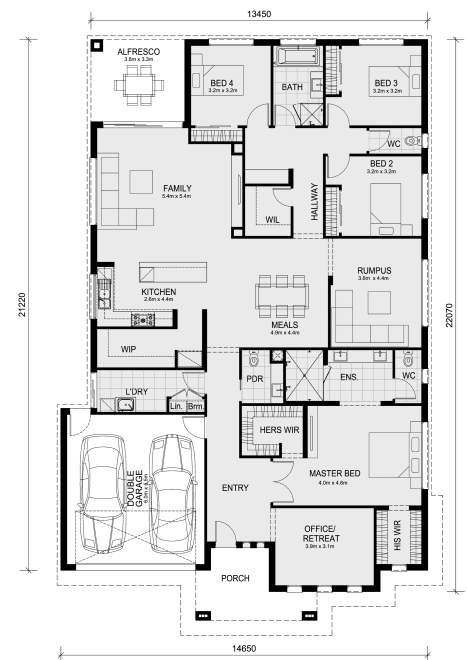 13450
ALFRESCO
3.8m x 3.3m
BED 4
3.2m x 3.2m
BATH
BED 3
3.2m x 3.2m
WC
BED 2
3.2m x 3.2m
FAMILY
5.4m x 5.4m
WIL
HALLWAY
RUMPUS
3.6m x 4.4m
KITCHEN
2.6m x 4.4m
MEALS
4.9m x 4.4m
21220
22070
WIP
L'DRY
Lin.
Brm.
PDR
ENS.
WC
HERS WIR
MASTER BED
4.0m x 4.6m
DOUBLE
GARAGE
ENTRY
OFFICE/
RETREAT
3.9m x 3.1m
HIS WIR
PORCH
14650